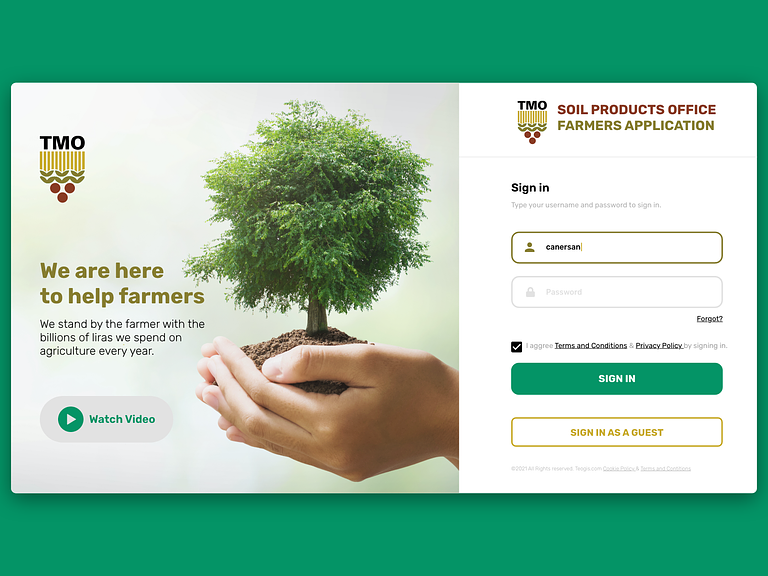 TMO
We are here
to help farmers
We stand by the farmer with the
billions of liras we spend on
agriculture every year.
Watch Video
TMO
SOIL PRODUCTS OFFICE
FARMERS APPLICATION
Sign in
Type your username and password to sign in.
canersan
Password
Forgot?
I aggree Terms and Conditions & Privacy Policy by signing in.
SIGN IN
SIGN IN AS A GUEST
©2021 All Rights reserved. Tesgio.com Cookie Policy & Terms and Contitions